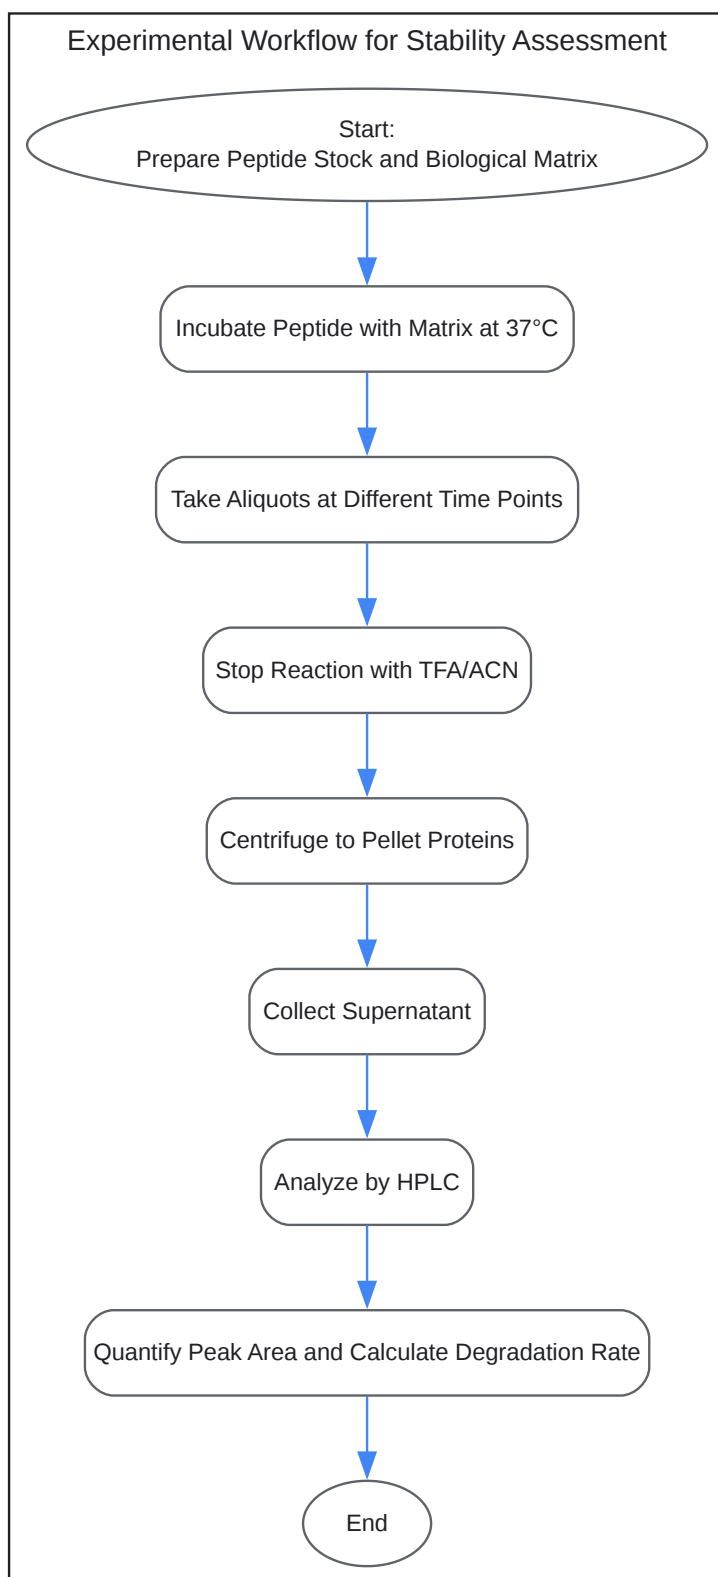 Experimental Workflow for Stability Assessment
Start:
Prepare Peptide Stock and Biological Matrix
Incubate Peptide with Matrix at 37°C
Take Aliquots at Different Time Points
Stop Reaction with TFA/ACN
Centrifuge to Pellet Proteins
Collect Supernatant
Analyze by HPLC
Quantify Peak Area and Calculate Degradation Rate
End